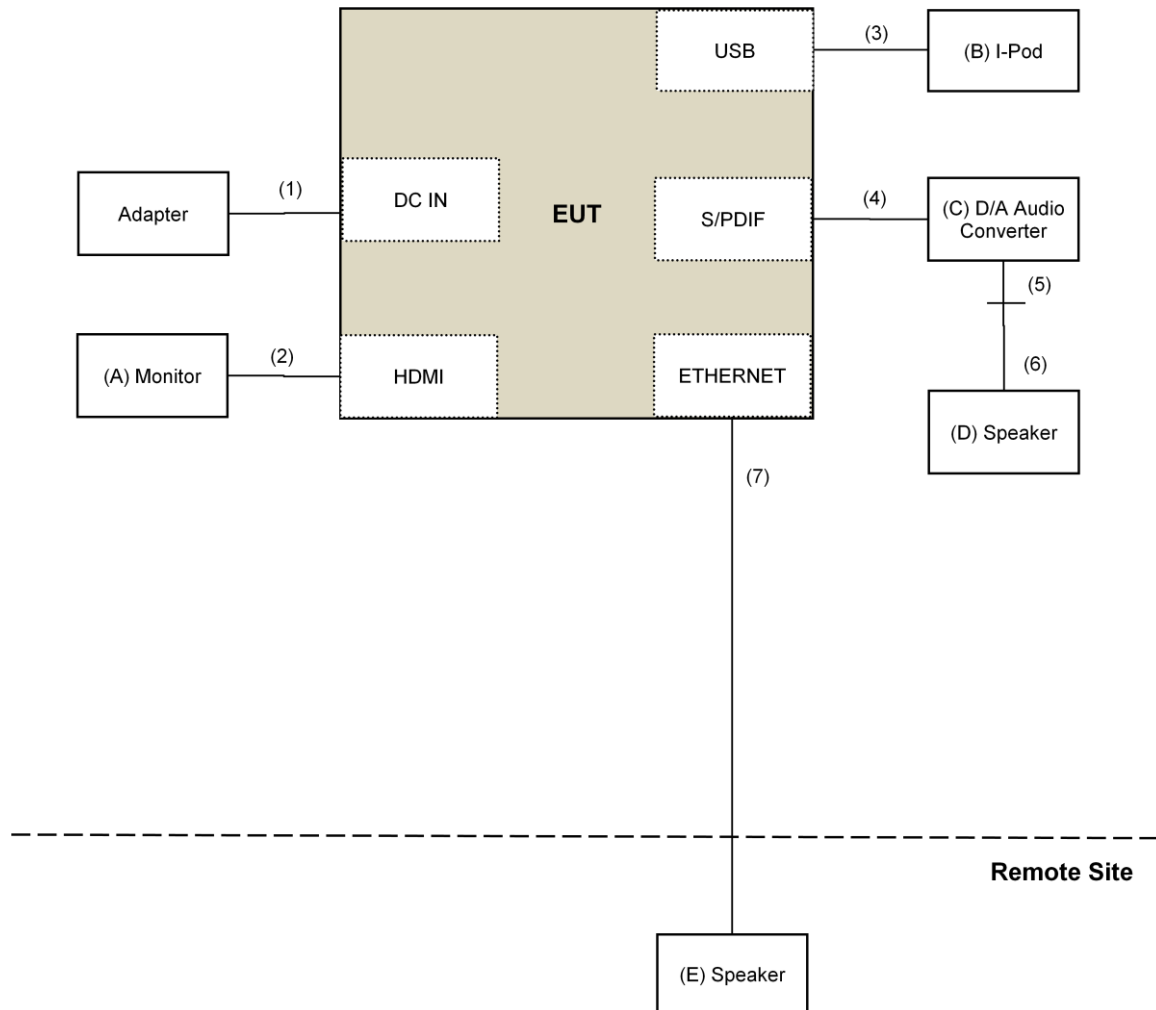 USB
(3)
(B) I-Pod
(1)
Adapter
DC IN
EUT
S/PDIF
(4)
(C) D/A Audio
Converter
(5)
(2)
(A) Monitor
HDMI
ETHERNET
(6)
(D) Speaker
(7)
Remote Site
(E) Speaker